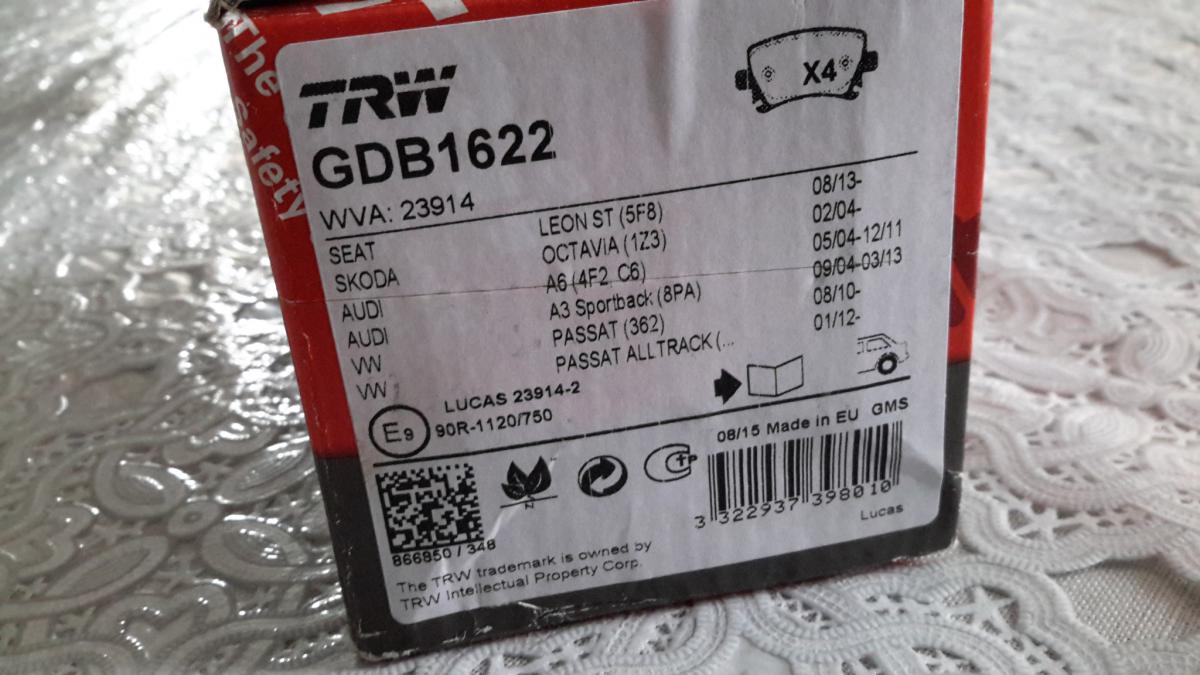 The
Safety
TRW
X4
GDB1622
WVA: 23914
SEAT LEON ST (5F8) 08/13-
SKODA OCTAVIA (1Z3) 02/04-
AUDI A6 (4F2, C6) 05/04-12/11
AUDI A3 Sportback (8PA) 09/04-03/13
VW PASSAT (362) 08/10-
VW PASSAT ALLTRACK (... 01/12-
E9
LUCAS 23914-2
90R-1120/750
08/15 Made in EU GMS
N
3 322937 398010
Lucas
866850 / 348
The TRW trademark is owned by
TRW Intellectual Property Corp.